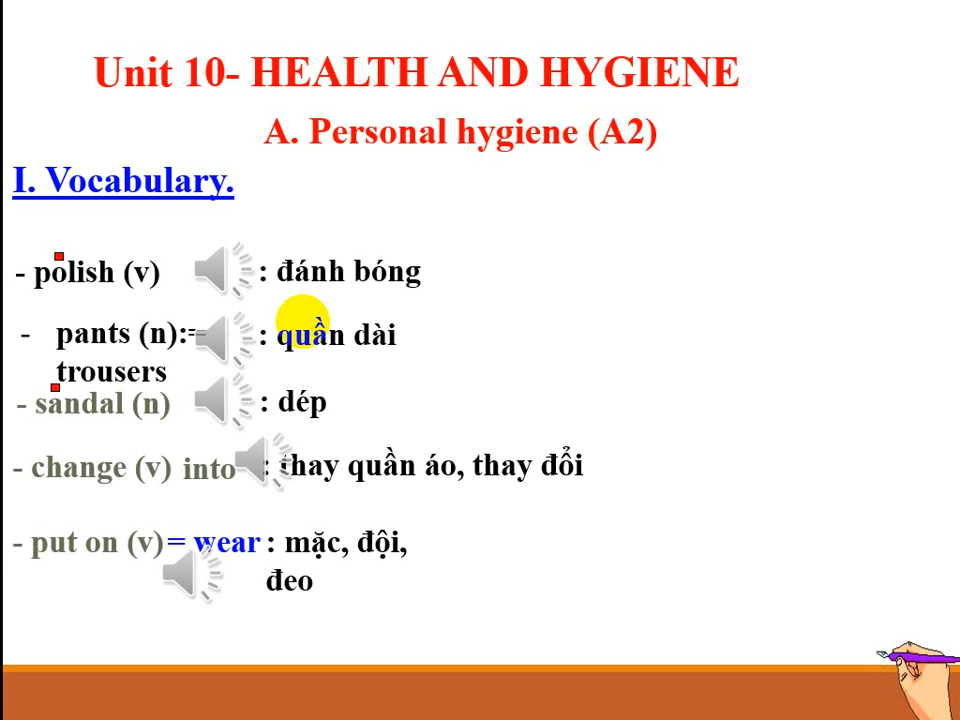 Unit 10- HEALTH AND HYGIENE
A. Personal hygiene (A2)
I. Vocabulary.
- polish (v) : đánh bóng
- pants (n):= : quần dài
trousers
- sandal (n) : dép
- change (v) into : thay quần áo, thay đổi
- put on (v) = wear : mặc, đội,
đeo